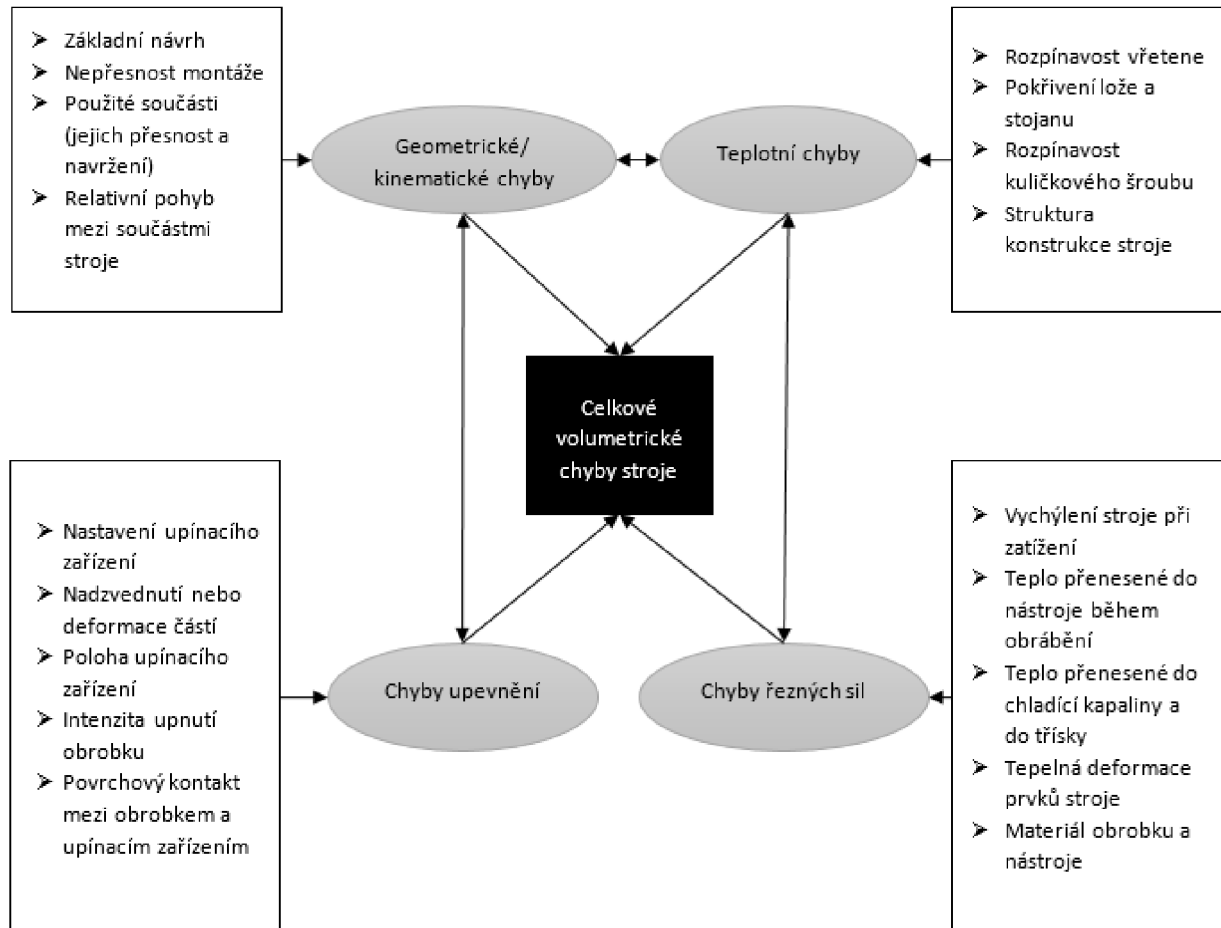 ➢ Základní návrh
➢ Nepřesnost montáže
➢ Použité součásti
(jejich přesnost a
navržení)
➢ Relativní pohyb
mezi součástmi
stroje
Geometrické/
kinematické chyby
Teplotní chyby
➢ Rozpínavost vřetene
➢ Pokřivení lože a
stojanu
➢ Rozpínavost
kuličkového šroubu
➢ Struktura
konstrukce stroje
Celkové
volumetrické
chyby stroje
➢ Nastavení upínacího
zařízení
➢ Nadzvednutí nebo
deformace částí
➢ Poloha upínacího
zařízení
➢ Intenzita upnutí
obrobku
➢ Povrchový kontakt
mezi obrobkem a
upínacím zařízením
Chyby upevnění
Chyby řezných sil
➢ Vychýlení stroje při
zatížení
➢ Teplo přenesené do
nástroje během
obrábění
➢ Teplo přenesené do
chladící kapaliny a
do třísky
➢ Tepelná deformace
prvků stroje
➢ Materiál obrobku a
nástroje